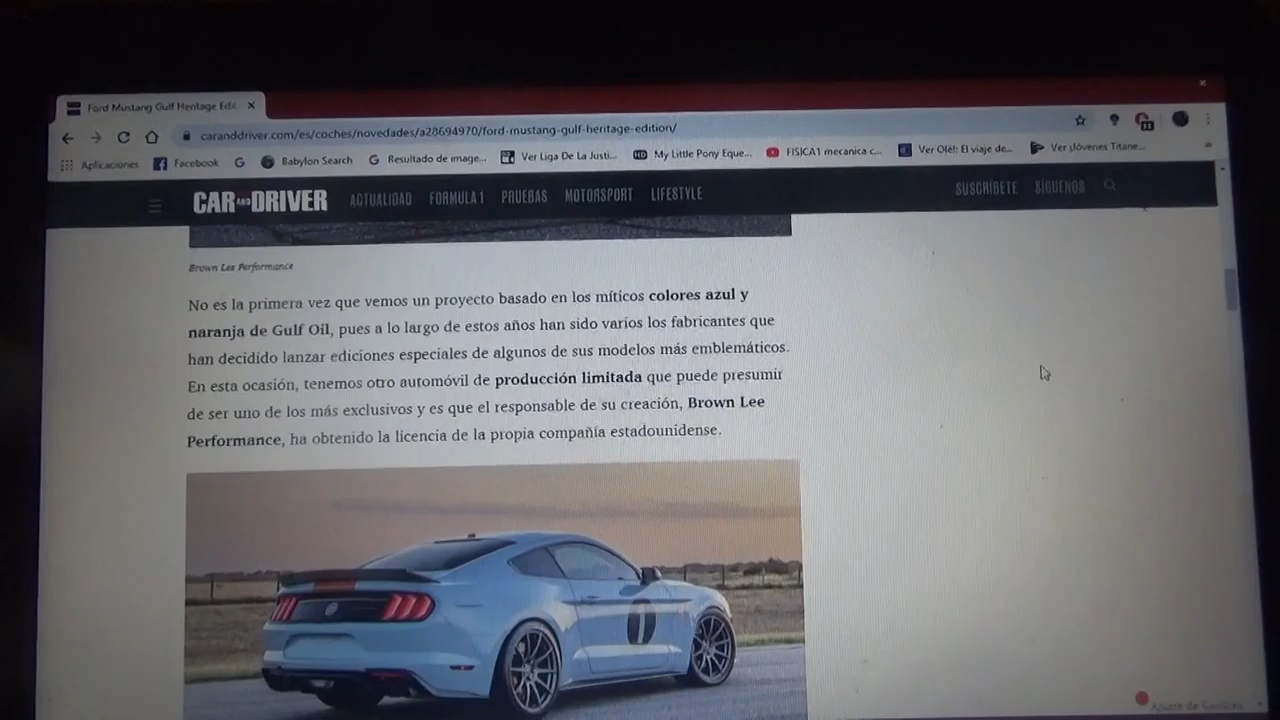 Ford Mustang Gulf Heritage Edi
caranddriver.com/es/coches/novedades/a28694970/ford-mustang-gulf-heritage-edition/
Aplicaciones Facebook Babylon Search Resultado de image... Ver Liga De La Justi... My Little Pony Eque... FISICA1 mecanica c... Ver Olé!: El viaje de... Ver ¡Jóvenes Titane...
CAR AND DRIVER ACTUALIDAD FORMULA 1 PRUEBAS MOTORSPORT LIFESTYLE SUSCRÍBETE SÍGUENOS
Brown Lee Performance
No es la primera vez que vemos un proyecto basado en los míticos colores azul y
naranja de Gulf Oil, pues a lo largo de estos años han sido varios los fabricantes que
han decidido lanzar ediciones especiales de algunos de sus modelos más emblemáticos.
En esta ocasión, tenemos otro automóvil de producción limitada que puede presumir
de ser uno de los más exclusivos y es que el responsable de su creación, Brown Lee
Performance, ha obtenido la licencia de la propia compañía estadounidense.
1
Ajuste de Cookies